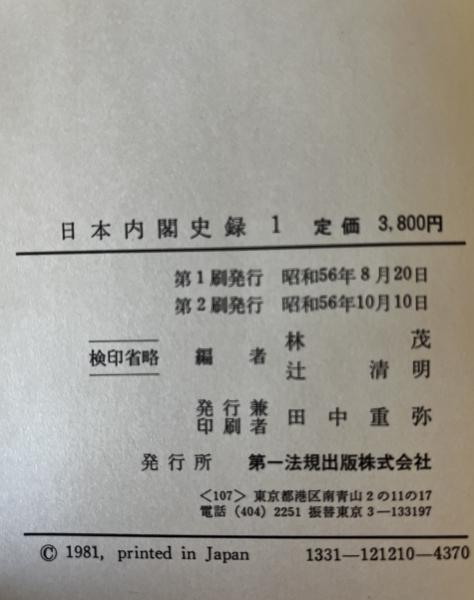 日本内閣史録 1 定価 3,800円
第1刷発行 昭和56年8月20日
第2刷発行 昭和56年10月10日
検印省略 編者 林茂
辻清明
発行兼印刷者 田中重弥
発行所 第一法規出版株式会社
<107> 東京都港区南青山2の11の17
電話 (404) 2251 振替東京3―133197
© 1981, printed in Japan 1331―121210―4370